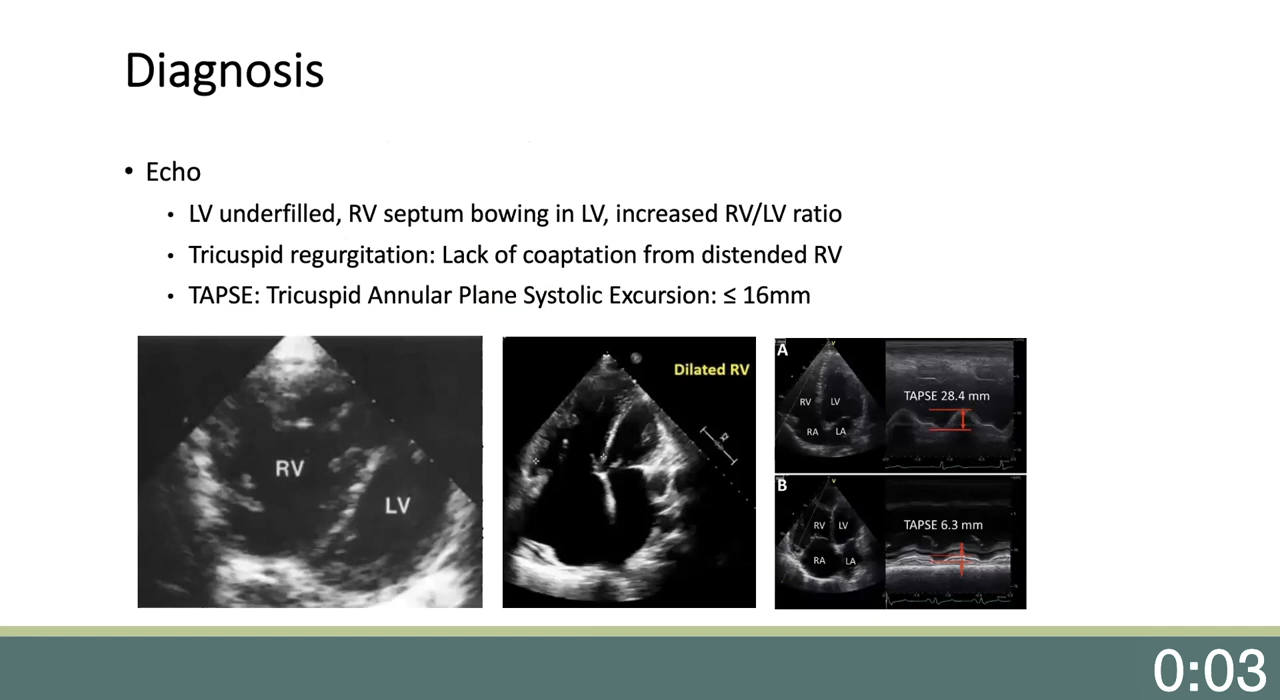 Diagnosis
• Echo
• LV underfilled, RV septum bowing in LV, increased RV/LV ratio
• Tricuspid regurgitation: Lack of coaptation from distended RV
• TAPSE: Tricuspid Annular Plane Systolic Excursion: ≤ 16mm
RV
LV
Dilated RV
A
V
RV LV
RA LA
TAPSE 28.4 mm
B
V
RV LV
RA LA
TAPSE 6.3 mm
0:03